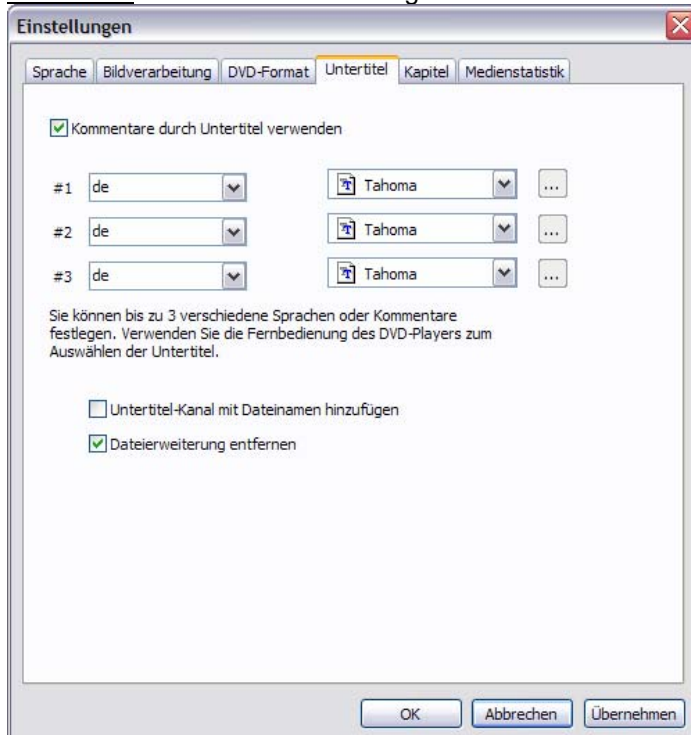 Einstellungen
Sprache Bildverarbeitung DVD-Format Untertitel Kapitel Medienstatistik
Kommentare durch Untertitel verwenden
#1 de Tahoma ...
#2 de Tahoma ...
#3 de Tahoma ...
Sie können bis zu 3 verschiedene Sprachen oder Kommentare
festlegen. Verwenden Sie die Fernbedienung des DVD-Players zum
Auswählen der Untertitel.
Untertitel-Kanal mit Dateinamen hinzufügen
Dateierweiterung entfernen
OK Abbrechen Übernehmen